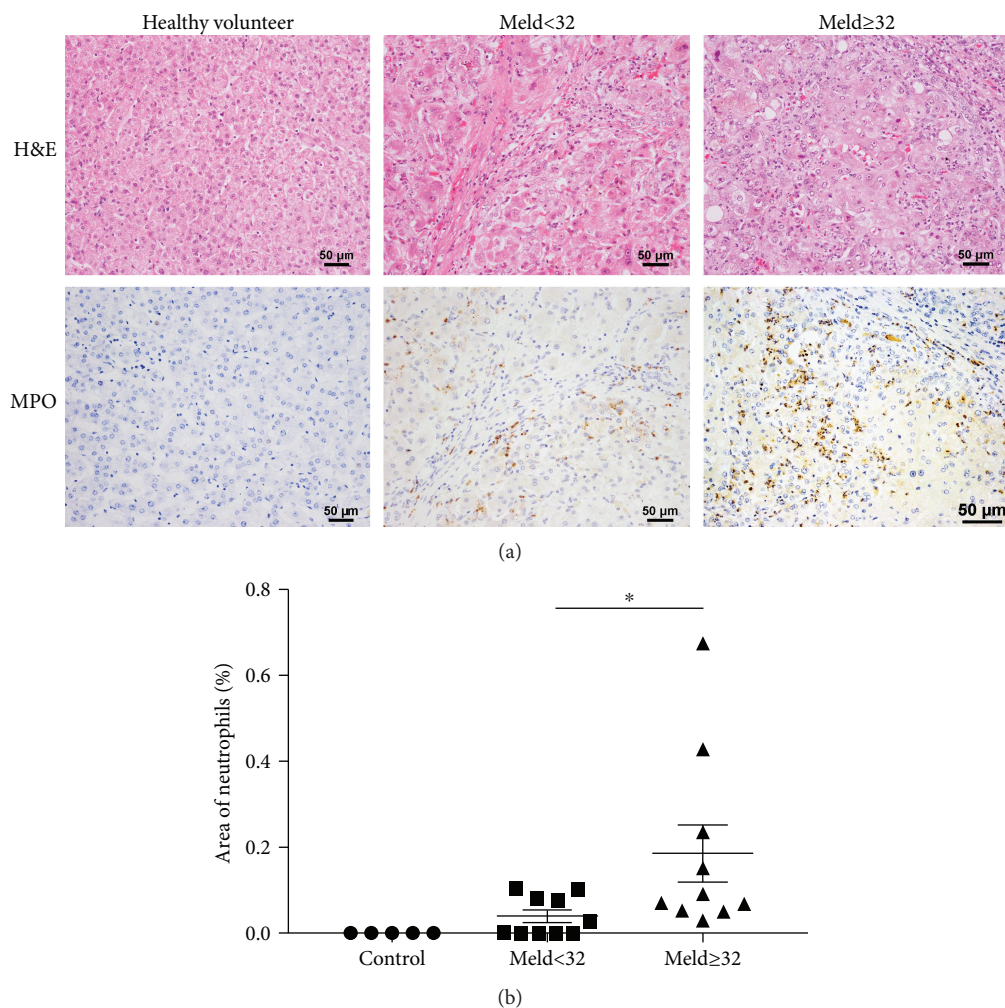 Healthy volunteer
Meld<32
Meld≥32
H&E
50 μm
50 μm
50 μm
MPO
50 μm
50 μm
50 μm
(a)
Area of neutrophils (%)
0.8
0.6
0.4
0.2
0.0
*
Control
Meld<32
Meld≥32
(b)